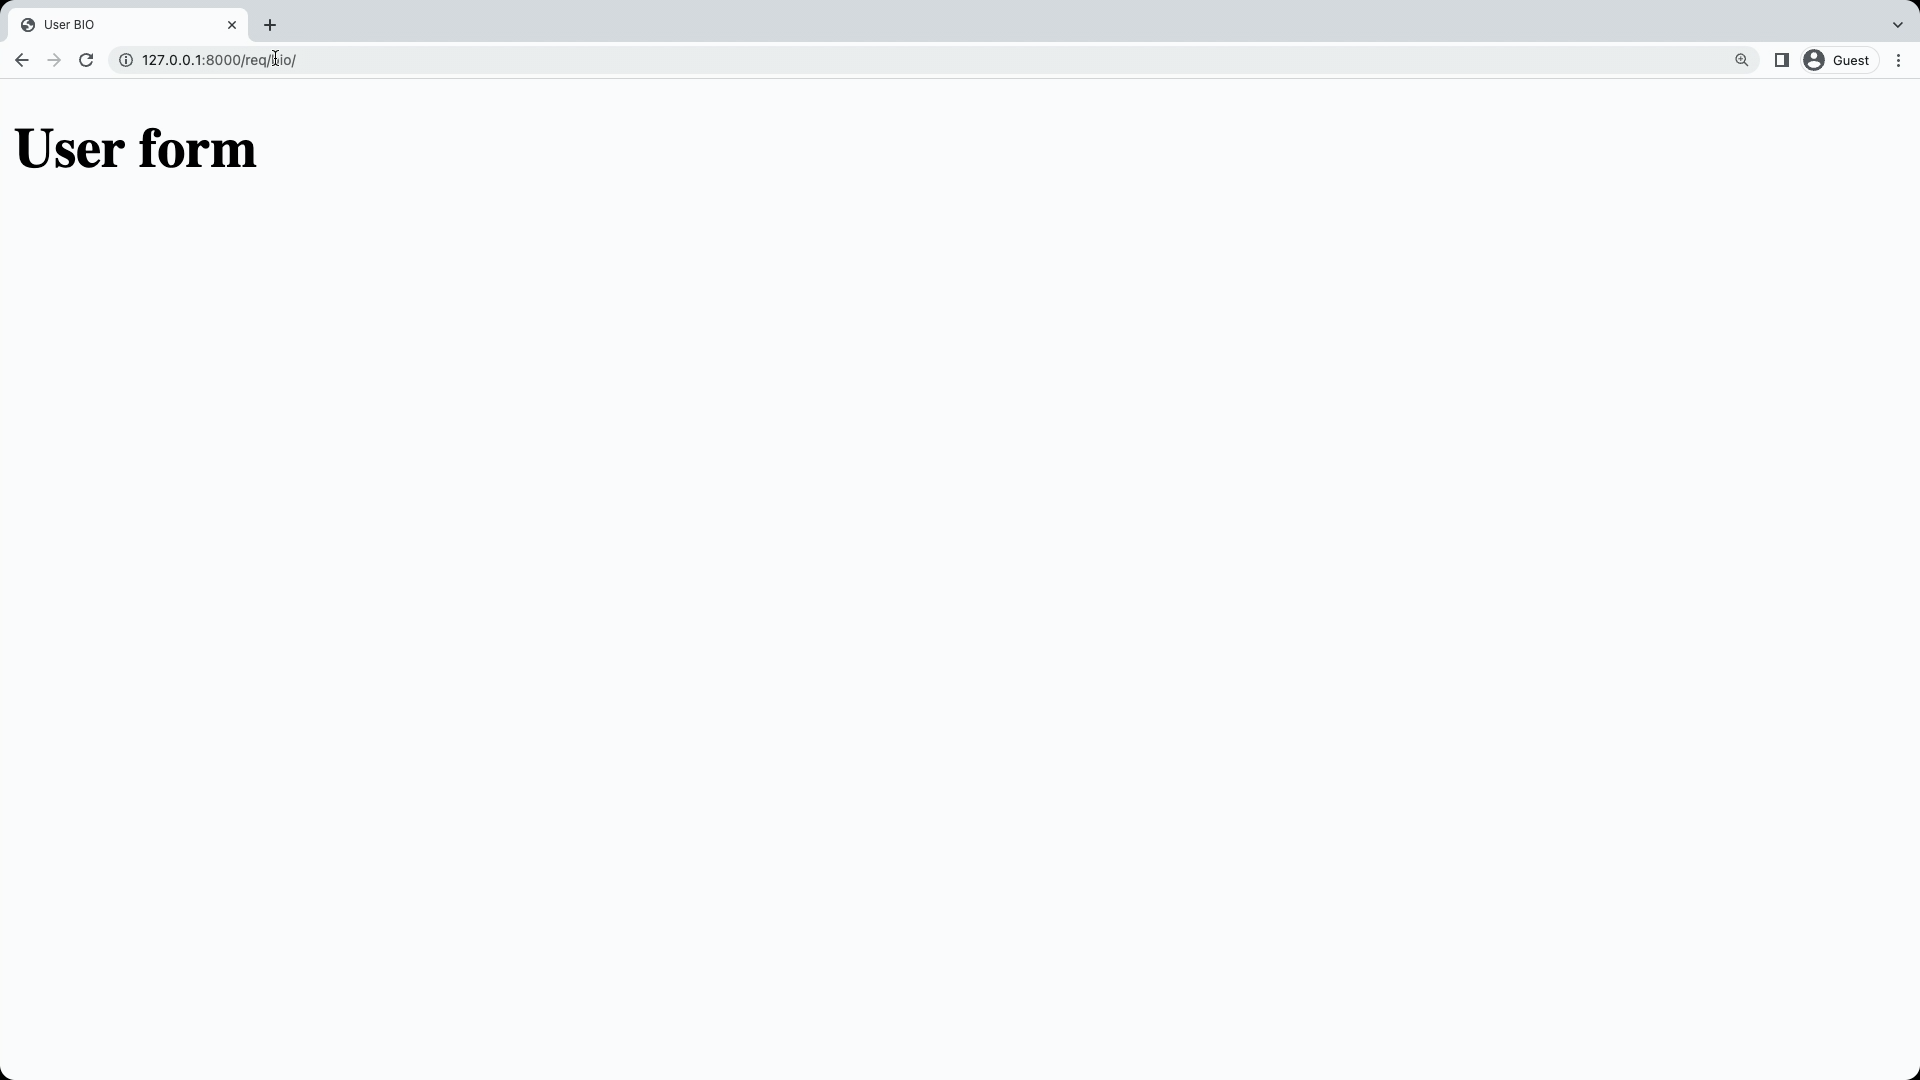 User BIO
127.0.0.1:8000/req/bio/
Guest
User form